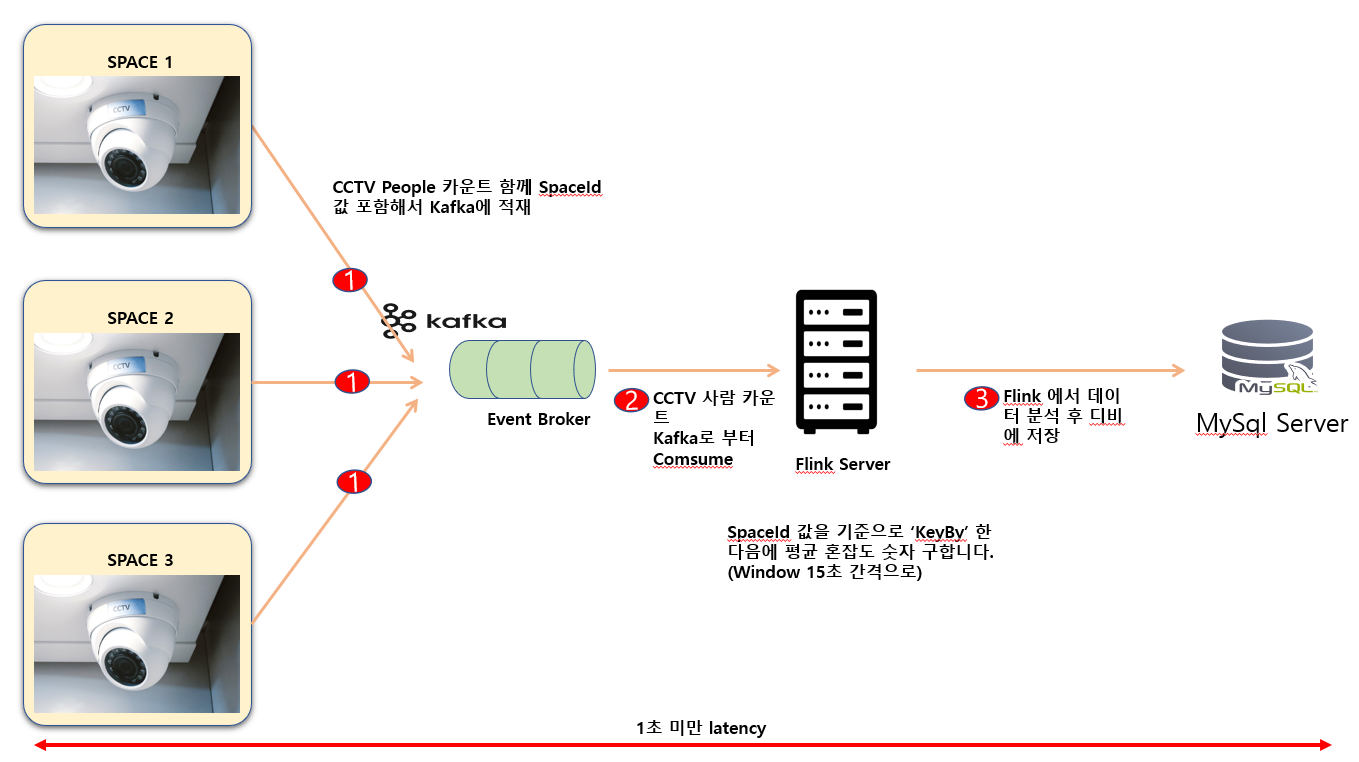 SPACE 1
CCTV
CCTV People 카운트 함께 SpaceId
값 포함해서 Kafka에 적재
1
kafka
SPACE 2
CCTV
1
Event Broker
2
CCTV 사람 카운
트
Kafka로 부터
Comsume
Flink Server
3
Flink 에서 데이
터 분석 후 디비
에 저장
MySQL
MySql Server
1
SPACE 3
CCTV
SpaceId 값을 기준으로 ‘KeyBy’ 한
다음에 평균 혼잡도 숫자 구합니다.
(Window 15초 간격으로)
1초 미만 latency